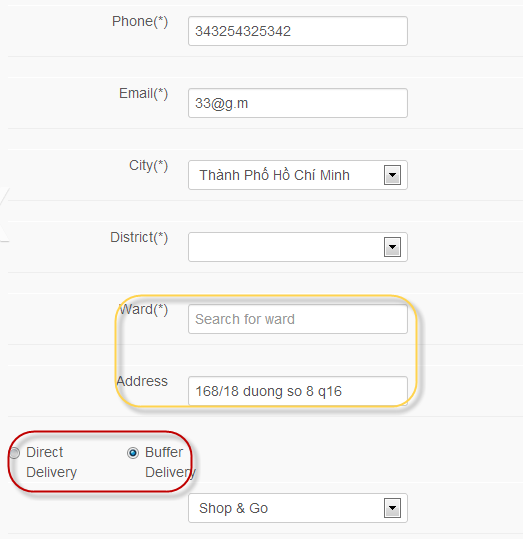 Phone(*)
343254325342
Email(*)
33@g.m
City(*)
Thành Phố Hồ Chí Minh
District(*)
Ward(*)
Search for ward
Address
168/18 duong so 8 q16
Direct Delivery
Buffer Delivery
Shop & Go